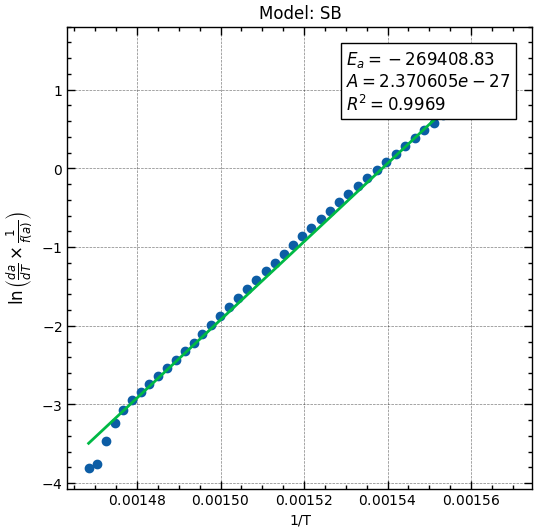 Model: SB
E_a = −269408.83
A = 2.370605e − 27
R² = 0.9969
1
0
−1
−2
−3
−4
ln (da/dT × 1/f(a))
0.00148 0.00150 0.00152 0.00154 0.00156
1/T